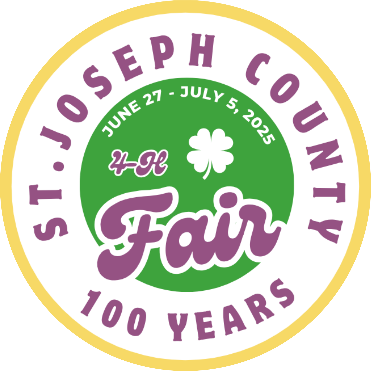 ST. JOSEPH COUNTY
JUNE 27 - JULY 5, 2025
4-H
Fair
100 YEARS